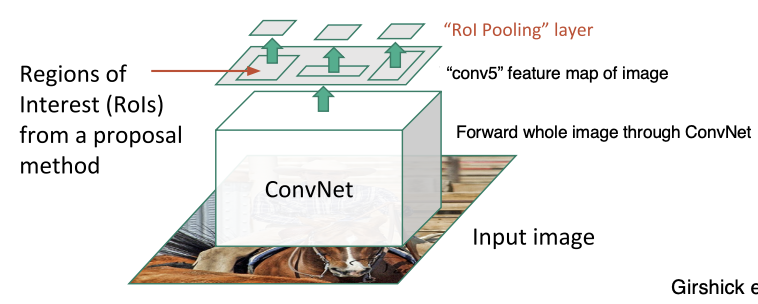 “RoI Pooling” layer
“conv5” feature map of image
Regions of
Interest (RoIs)
from a proposal
method
Forward whole image through ConvNet
ConvNet
Input image
Girshick e